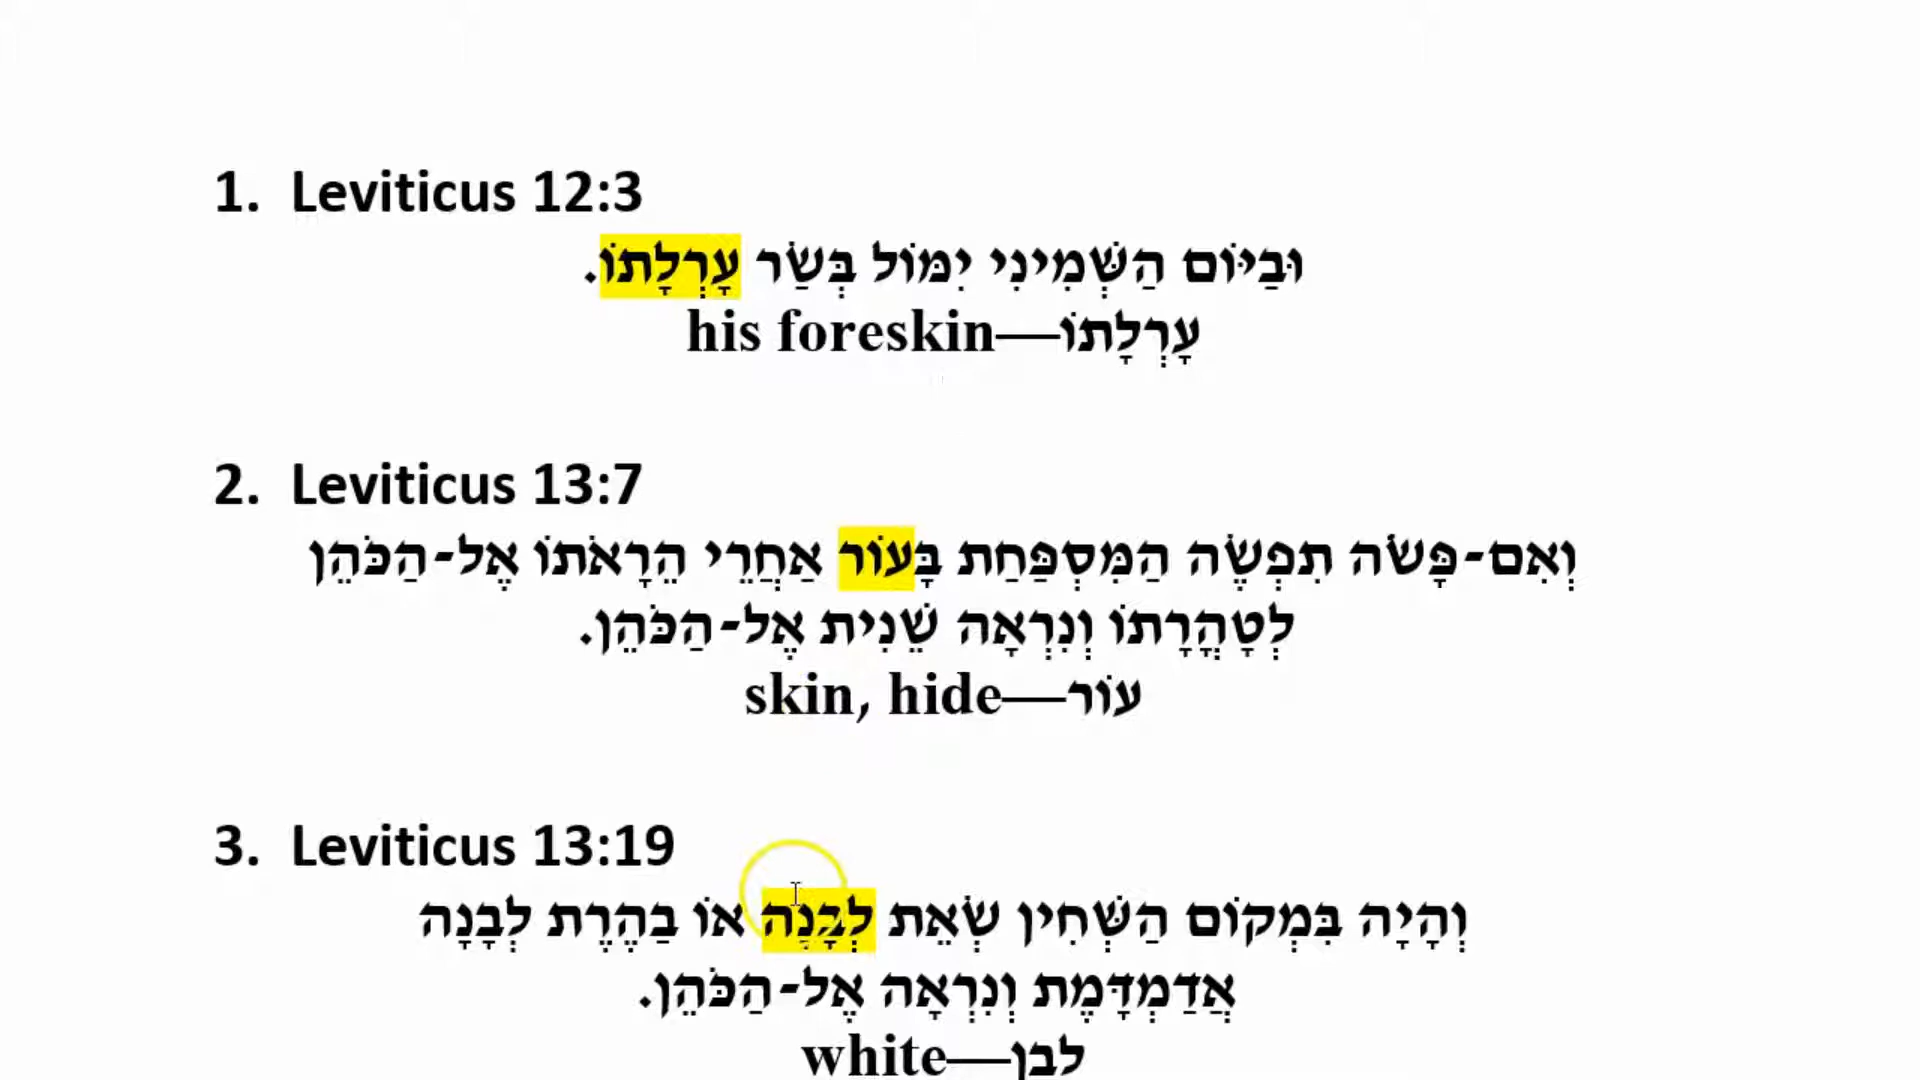 1. Leviticus 12:3
וּבַיּוֹם הַשְּׁמִינִי יִמּוֹל בְּשַׂר עָרְלָתוֹ.
עָרְלָתוֹ—his foreskin
2. Leviticus 13:7
וְאִם-פָּשֹׂה תִפְשֶׂה הַמִּסְפַּחַת בָּעוֹר אַחֲרֵי הֵרָאֹתוֹ אֶל-הַכֹּהֵן
לְטָהֳרָתוֹ וְנִרְאָה שֵׁנִית אֶל-הַכֹּהֵן.
עוֹר—skin, hide
3. Leviticus 13:19
וְהָיָה בִּמְקוֹם הַשְּׁחִין שְׂאֵת לְבָנָה אוֹ בַהֶרֶת לְבָנָה
אֲדַמְדָּמֶת וְנִרְאָה אֶל-הַכֹּהֵן.
לבן—white